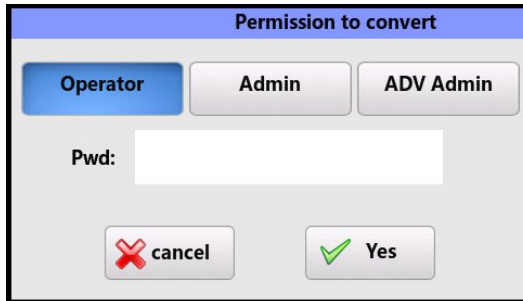 Permission to convert
Operator Admin ADV Admin
Pwd:
cancel Yes